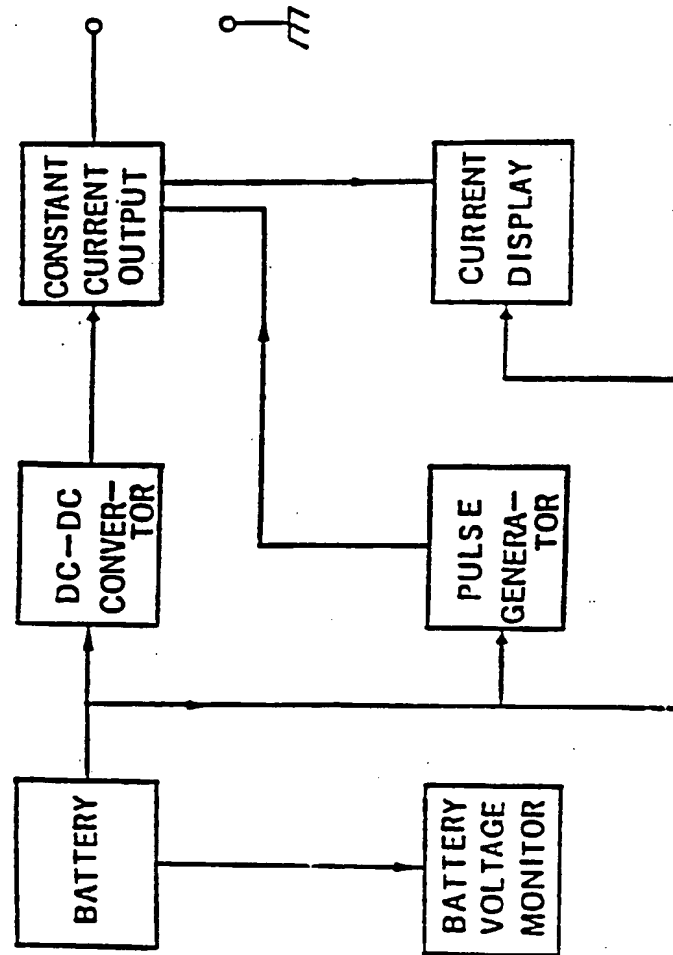 BATTERY
DC-DC
CONVER-
TOR
CONSTANT
CURRENT
OUTPUT
BATTERY
VOLTAGE
MONITOR
PULSE
GENERA-
TOR
CURRENT
DISPLAY